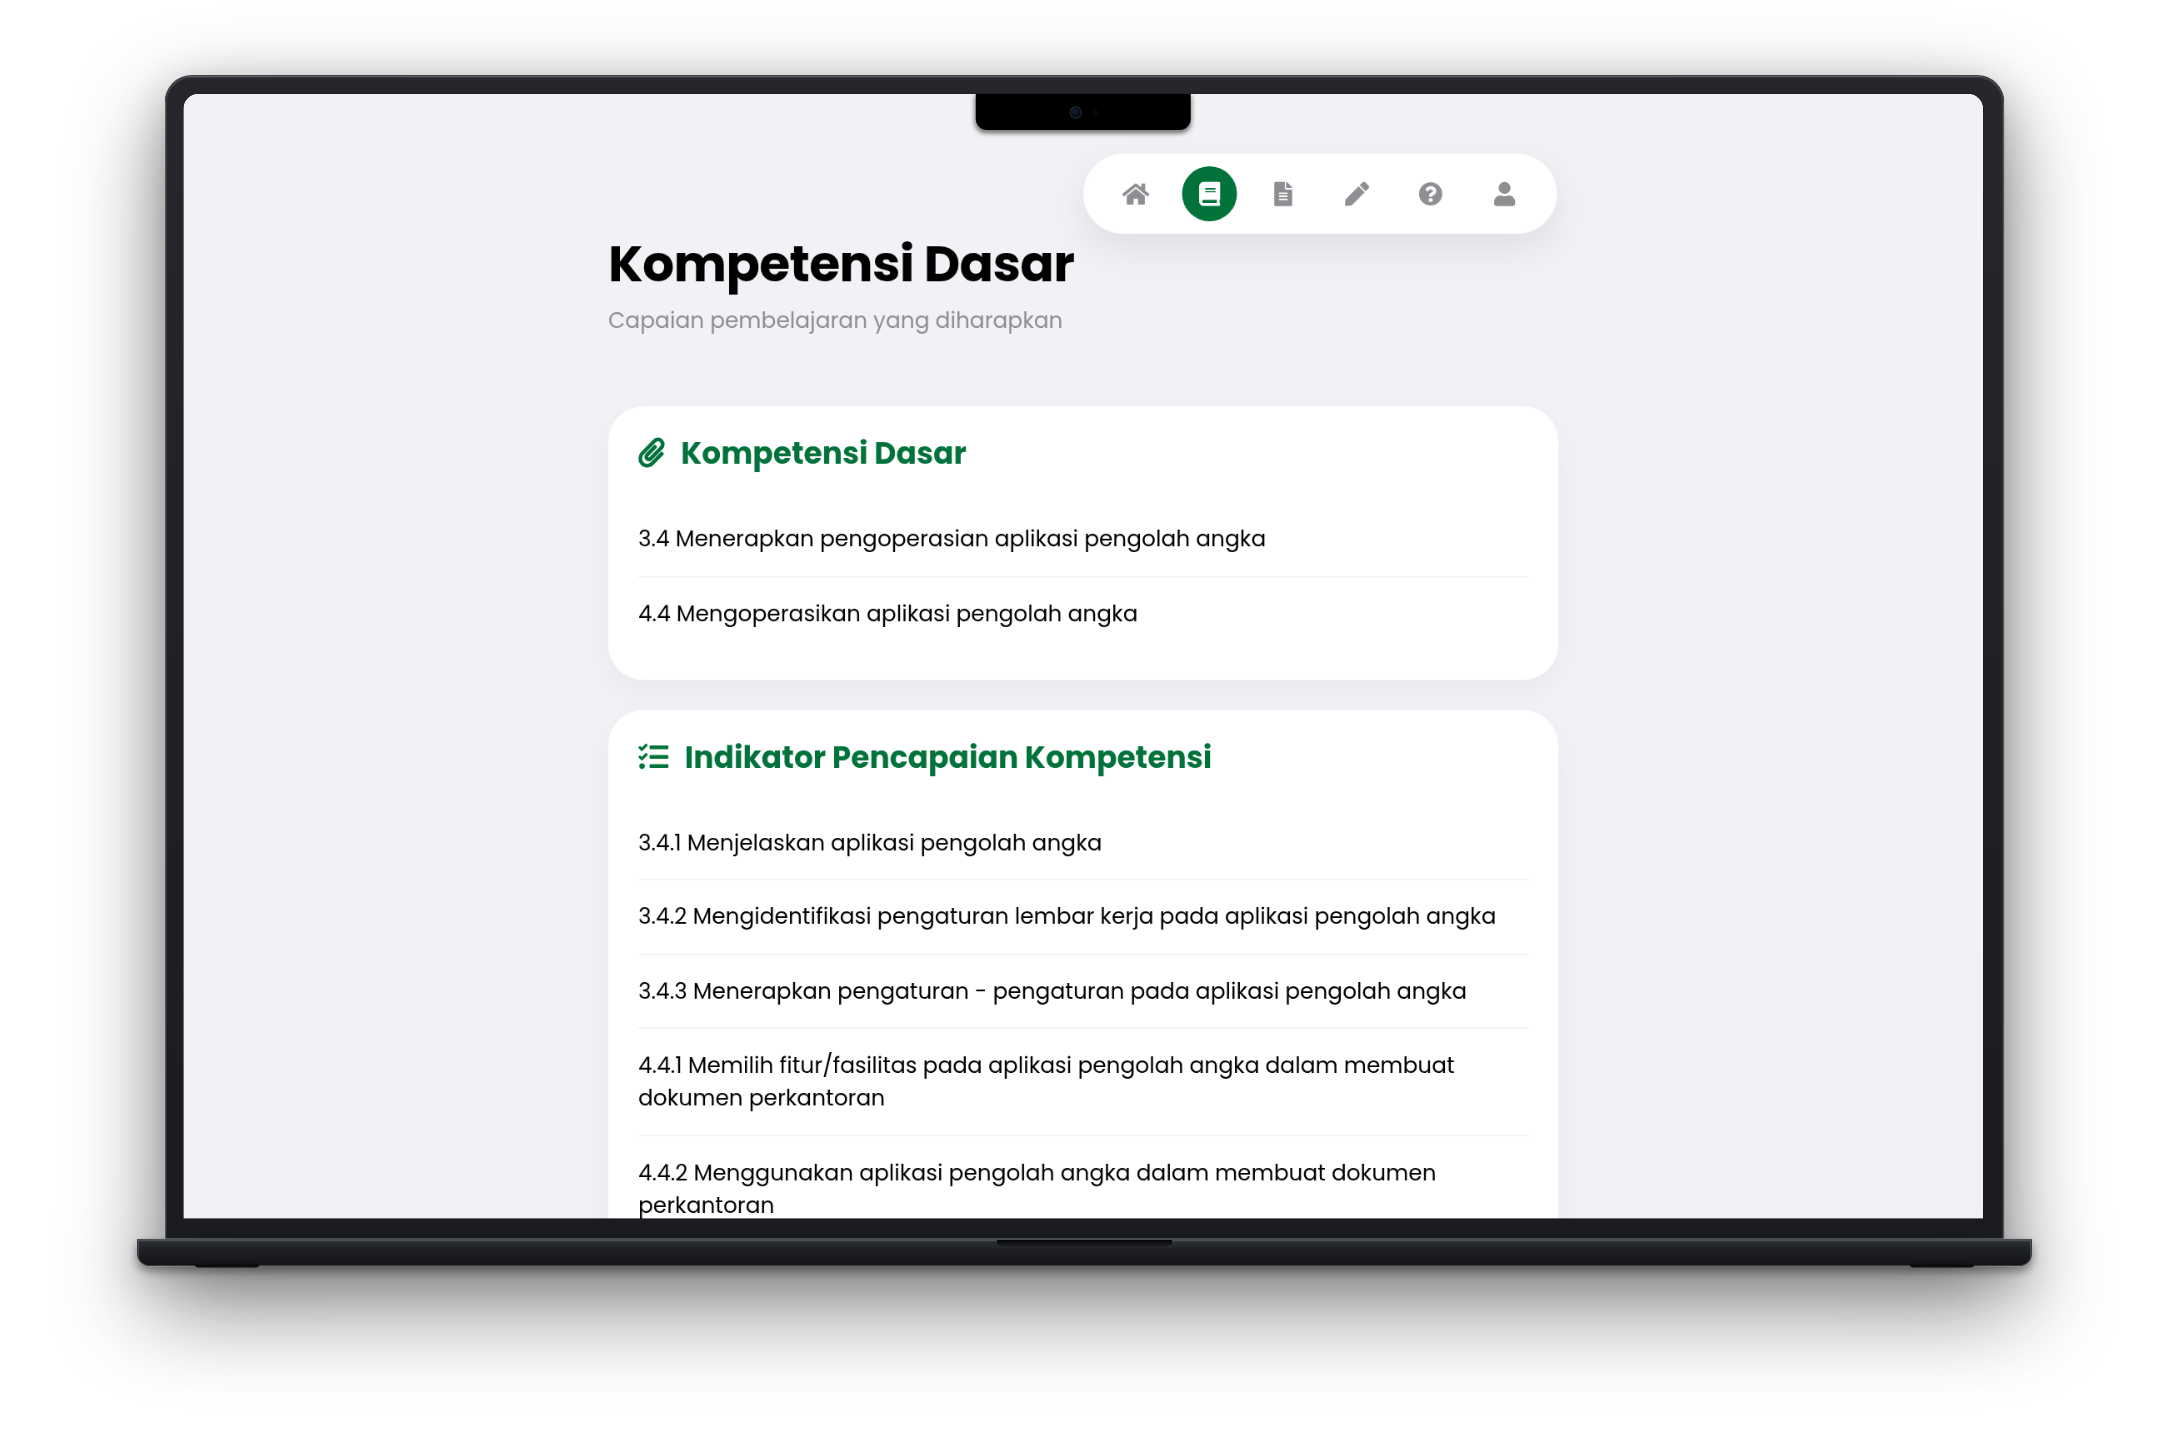 Kompetensi Dasar
Capaian pembelajaran yang diharapkan
Kompetensi Dasar
3.4 Menerapkan pengoperasian aplikasi pengolah angka
4.4 Mengoperasikan aplikasi pengolah angka
Indikator Pencapaian Kompetensi
3.4.1 Menjelaskan aplikasi pengolah angka
3.4.2 Mengidentifikasi pengaturan lembar kerja pada aplikasi pengolah angka
3.4.3 Menerapkan pengaturan - pengaturan pada aplikasi pengolah angka
4.4.1 Memilih fitur/fasilitas pada aplikasi pengolah angka dalam membuat
dokumen perkantoran
4.4.2 Menggunakan aplikasi pengolah angka dalam membuat dokumen
perkantoran